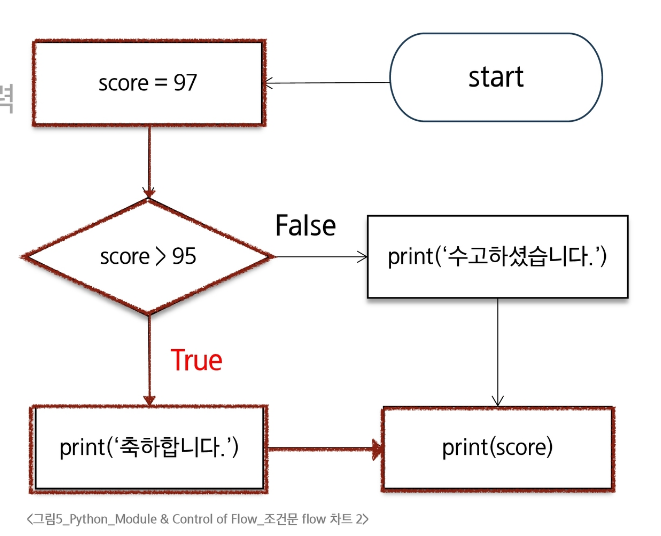 score = 97
start
력
score > 95
False
print(‘수고하셨습니다.’)
True
print(‘축하합니다.’)
print(score)
<그림5_Python_Module & Control of Flow_조건문 flow 차트 2>